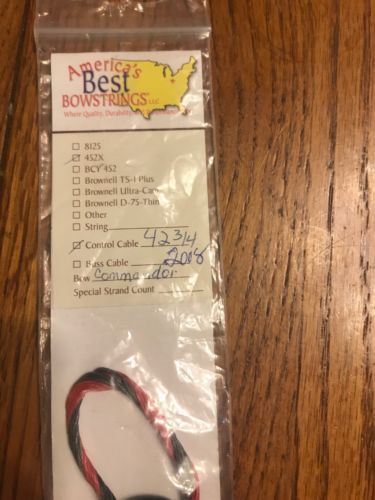 America's
Best
BOWSTRINGS LLC
Where Quality, Durability,
☐ 8125
☑ 452X
☐ BCY 452
☐ Brownell TS-1 Plus
☐ Brownell Ultra-Cam
☐ Brownell D-75-Thin
☐ Other
☐ String
☑ Control Cable 42 3/4
☐ Buss Cable 2008
Bow Commander
Special Strand Count